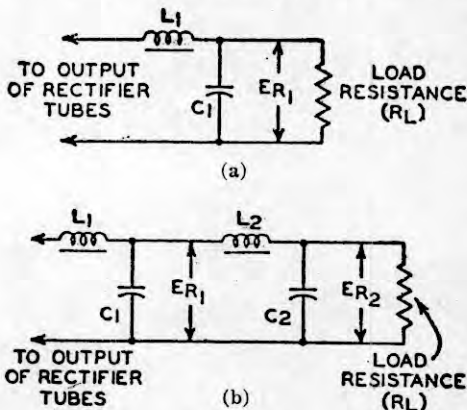 L1
TO OUTPUT
OF RECTIFIER
TUBES
C1
ER1
LOAD
RESISTANCE
(RL)
(a)
L1
L2
C1
ER1
C2
ER2
TO OUTPUT
OF RECTIFIER
TUBES
LOAD
RESISTANCE
(RL)
(b)